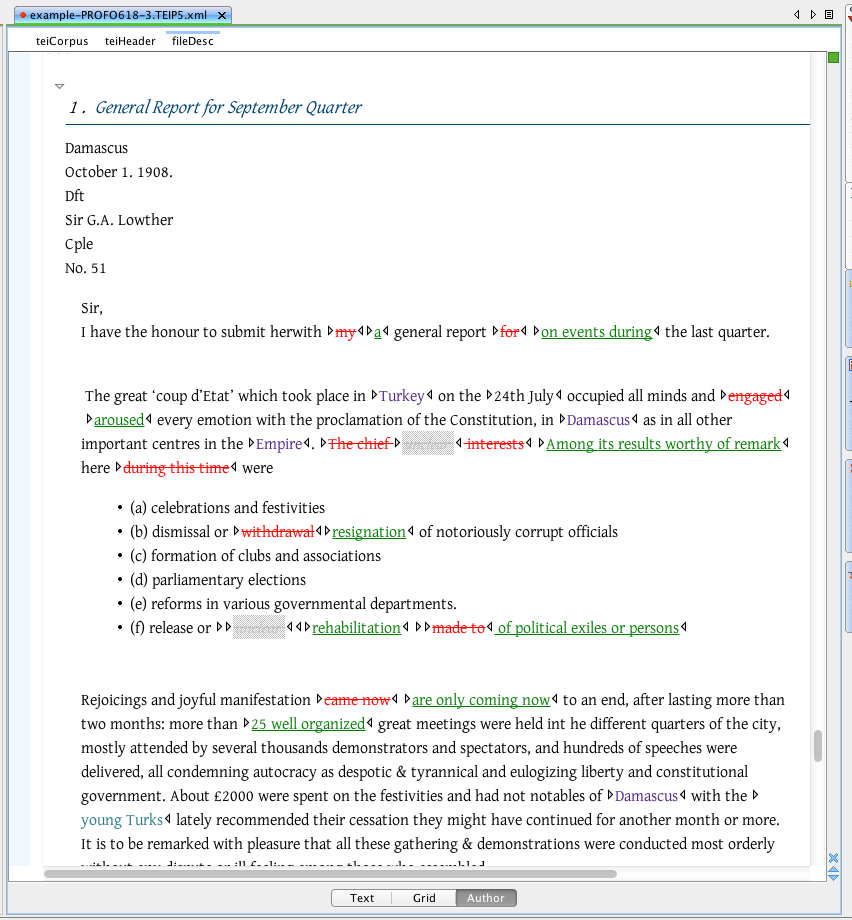 example-PROFO618-3.TEIP5.xml
teiCorpus teiHeader fileDesc
1. General Report for September Quarter
Damascus
October 1. 1908.
Dft
Sir G.A. Lowther
Cple
No. 51
Sir,
I have the honour to submit herwith my a general report for on events during the last quarter.
The great ‘coup d’Etat’ which took place in Turkey on the 24th July occupied all minds and engaged
aroused every emotion with the proclamation of the Constitution, in Damascus as in all other
important centres in the Empire. The chief unclear interests Among its results worthy of remark
here during this time were
• (a) celebrations and festivities
• (b) dismissal or withdrawal resignation of notoriously corrupt officials
• (c) formation of clubs and associations
• (d) parliamentary elections
• (e) reforms in various governmental departments.
• (f) release or unclear rehabilitation made to of political exiles or persons
Rejoicings and joyful manifestation came now are only coming now to an end, after lasting more than
two months: more than 25 well organized great meetings were held int he different quarters of the city,
mostly attended by several thousands demonstrators and spectators, and hundreds of speeches were
delivered, all condemning autocracy as despotic & tyrannical and eulogizing liberty and constitutional
government. About £2000 were spent on the festivities and had not notables of Damascus with the
young Turks lately recommended their cessation they might have continued for another month or more.
It is to be remarked with pleasure that all these gathering & demonstrations were conducted most orderly
without any dispute or ill feeling among those who assembled
Text Grid Author